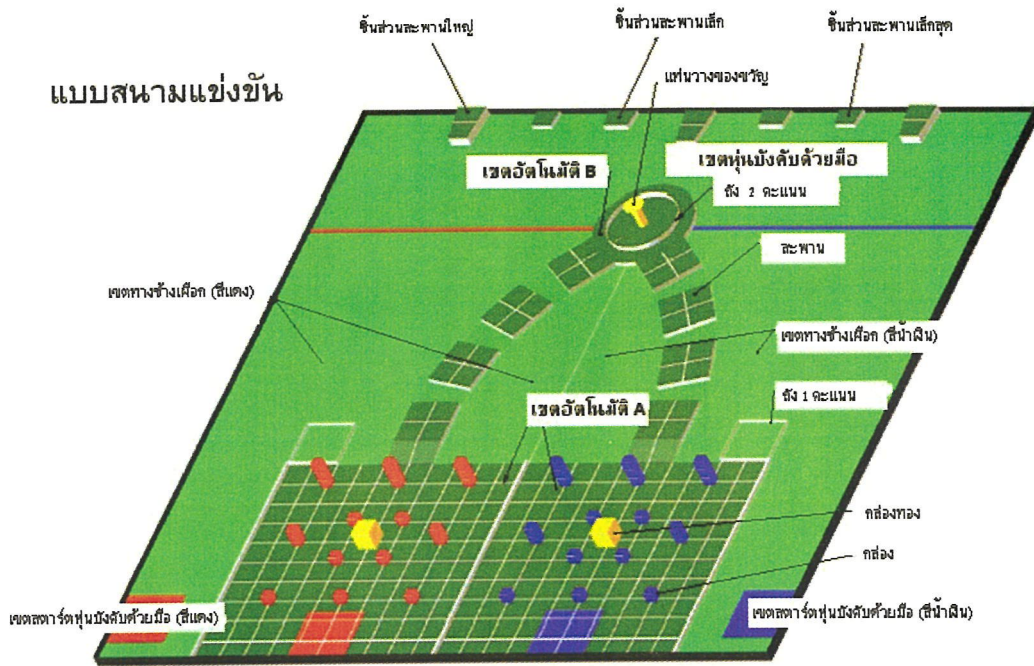 ชิ้นส่วนสะพานใหญ่
ชิ้นส่วนสะพานเล็ก
ชิ้นส่วนสะพานเล็กสุด
แบบสนามแข่งขัน
แท่นวางของขวัญ
เขตอัตโนมัติ B
เขตหุ่นบังคับด้วยมือ
ถัง 2 คะแนน
สะพาน
เขตทางช้างเผือก (สีแดง)
เขตทางช้างเผือก (สีน้ำเงิน)
ถัง 1 คะแนน
เขตอัตโนมัติ A
กล่องทอง
กล่อง
เขตสตาร์ตหุ่นบังคับด้วยมือ (สีแดง)
เขตสตาร์ตหุ่นบังคับด้วยมือ (สีน้ำเงิน)